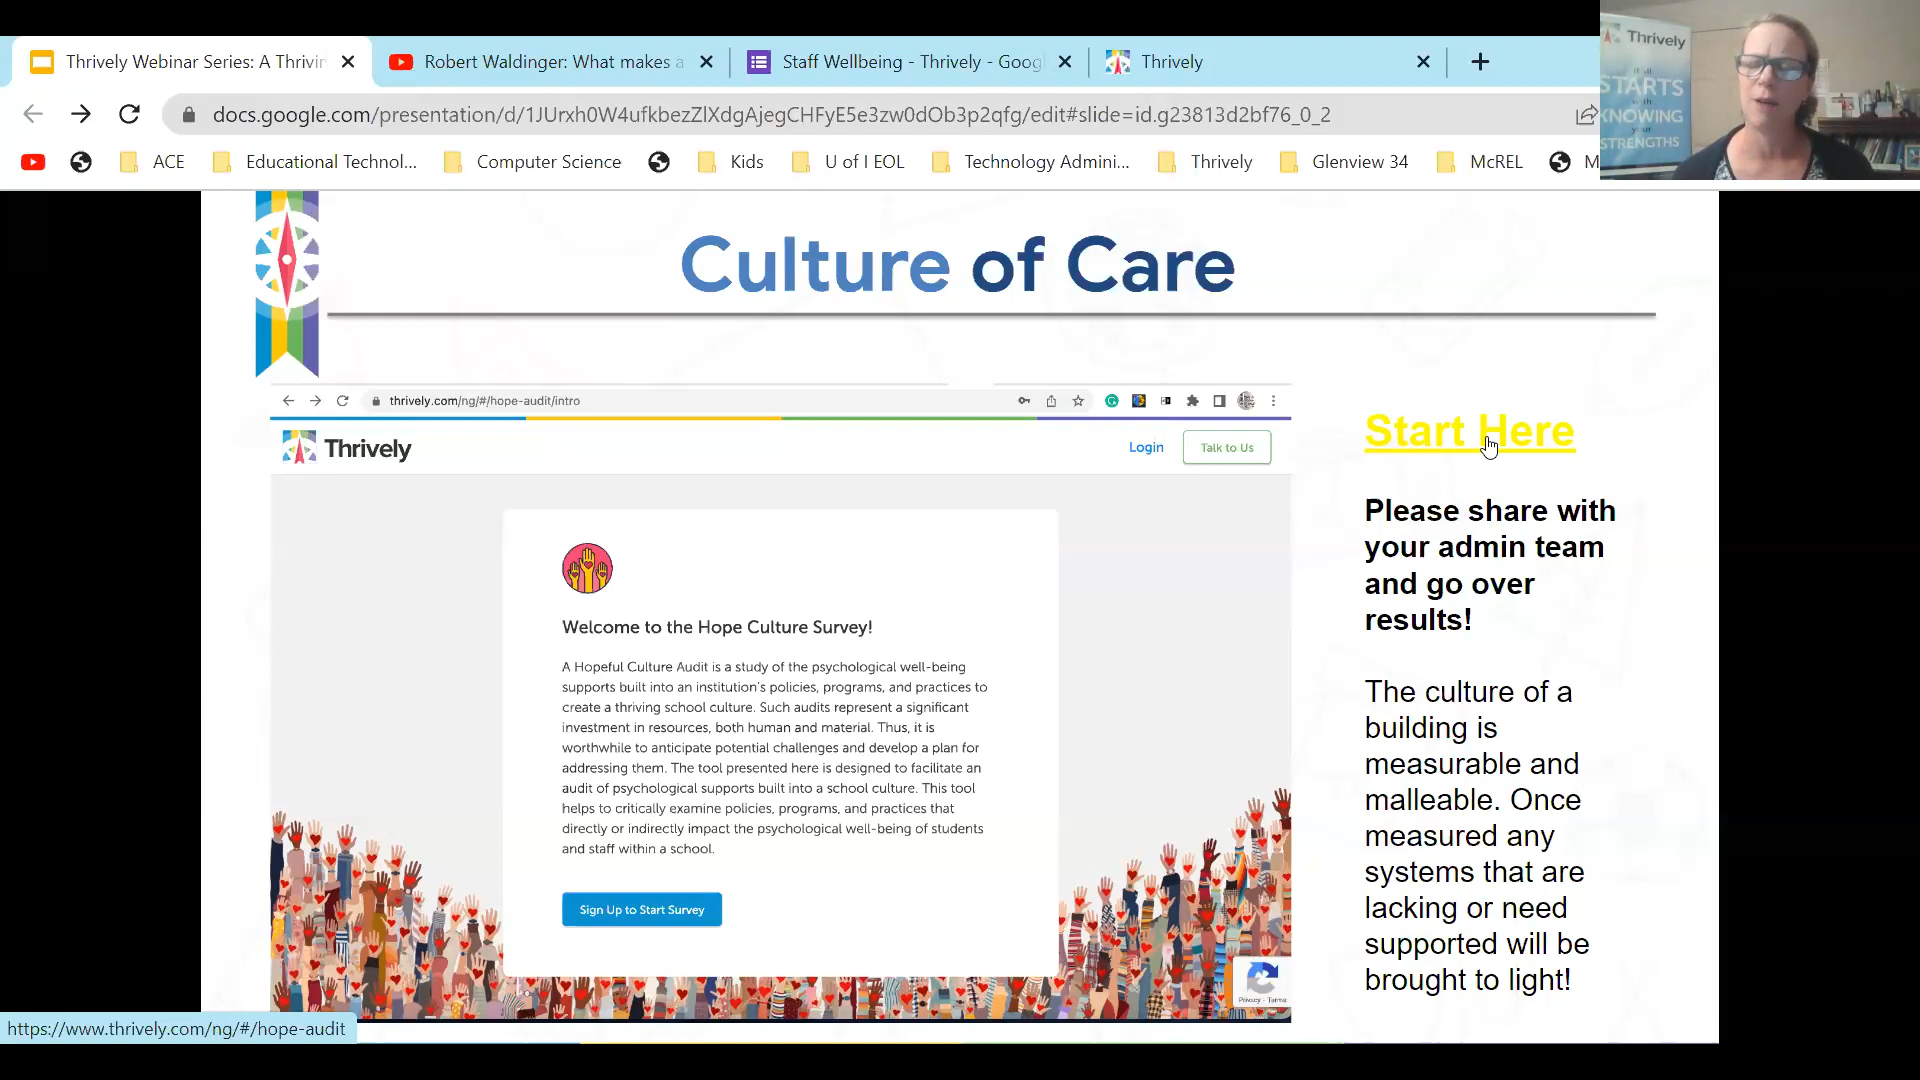 Thrively Webinar Series: A Thrivin
Robert Waldinger: What makes a
Staff Wellbeing - Thrively - Goog
Thrively
docs.google.com/presentation/d/1JUrxh0W4ufkbezZlXdgAjegCHFyE5e3zw0dOb3p2qfg/edit#slide=id.g23813d2bf76_0_2
ACE
Educational Technol...
Computer Science
Kids
U of I EOL
Technology Admini...
Thrively
Glenview 34
McREL
M
Thrively
STARTS
with
KNOWING
your
STRENGTHS
Culture of Care
thrively.com/ng/#/hope-audit/intro
Thrively
Login
Talk to Us
Welcome to the Hope Culture Survey!
A Hopeful Culture Audit is a study of the psychological well-being
supports built into an institution's policies, programs, and practices to
create a thriving school culture. Such audits represent a significant
investment in resources, both human and material. Thus, it is
worthwhile to anticipate potential challenges and develop a plan for
addressing them. The tool presented here is designed to facilitate an
audit of psychological supports built into a school culture. This tool
helps to critically examine policies, programs, and practices that
directly or indirectly impact the psychological well-being of students
and staff within a school.
Sign Up to Start Survey
Privacy - Terms
Start Here
Please share with
your admin team
and go over
results!
The culture of a
building is
measurable and
malleable. Once
measured any
systems that are
lacking or need
supported will be
brought to light!
https://www.thrively.com/ng/#/hope-audit